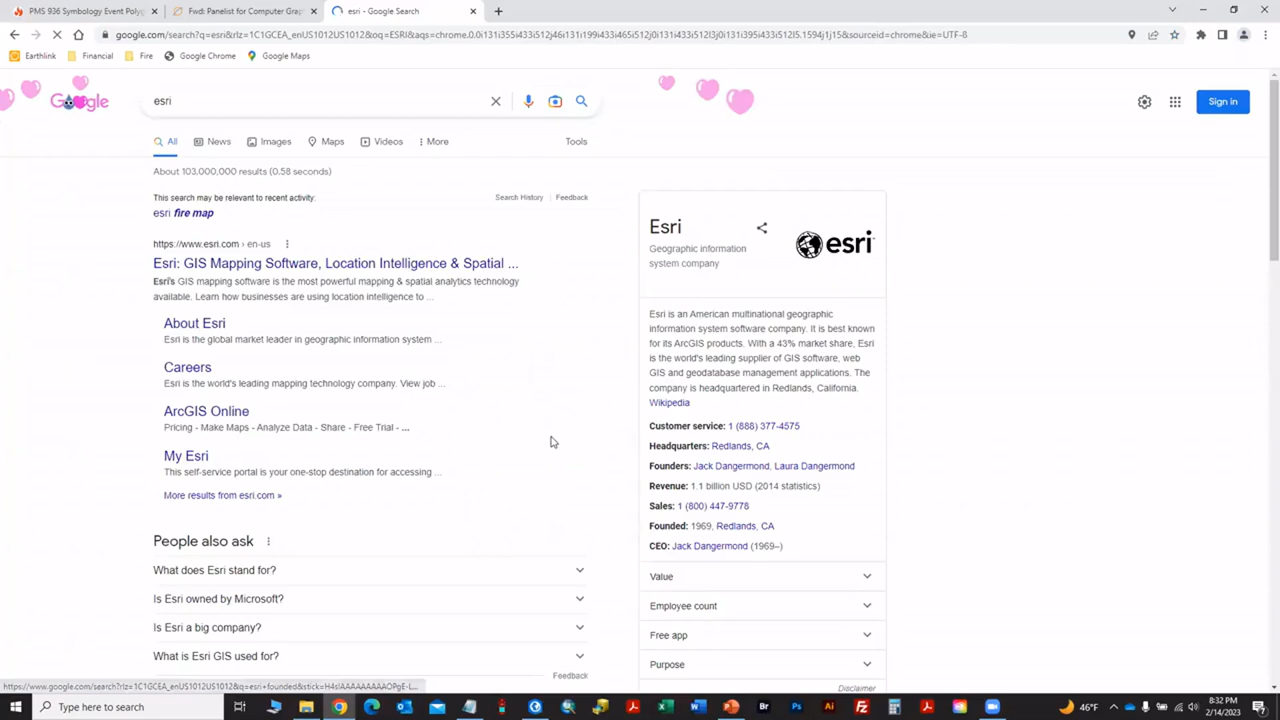 PMS 936 Symbology Event Polyg
Fwd: Panelist for Computer Grap
esri - Google Search
google.com/search?q=esri&rlz=1C1GCEA_enUS1012US1012&oq=ESRI&aqs=chrome.0.0i131i355i433i512j46i131i199i433i465i512j0i131i433i512l3j0i131i395i433i512l5.1594j1j15&sourceid=chrome&ie=UTF-8
Earthlink
Financial
Fire
Google Chrome
Google Maps
Google
esri
Sign in
All
News
Images
Maps
Videos
More
Tools
About 103,000,000 results (0.58 seconds)
This search may be relevant to recent activity:
Search History
Feedback
esri fire map
https://www.esri.com › en-us
Esri: GIS Mapping Software, Location Intelligence & Spatial ...
Esri's GIS mapping software is the most powerful mapping & spatial analytics technology
available. Learn how businesses are using location intelligence to ...
About Esri
Esri is the global market leader in geographic information system ...
Careers
Esri is the world's leading mapping technology company. View job ...
ArcGIS Online
Pricing - Make Maps - Analyze Data - Share - Free Trial - ...
My Esri
This self-service portal is your one-stop destination for accessing ...
More results from esri.com »
People also ask
What does Esri stand for?
Is Esri owned by Microsoft?
Is Esri a big company?
What is Esri GIS used for?
Feedback
Esri
Geographic information
system company
esri
Esri is an American multinational geographic
information system software company. It is best known
for its ArcGIS products. With a 43% market share, Esri
is the world's leading supplier of GIS software, web
GIS and geodatabase management applications. The
company is headquartered in Redlands, California.
Wikipedia
Customer service: 1 (888) 377-4575
Headquarters: Redlands, CA
Founders: Jack Dangermond, Laura Dangermond
Revenue: 1.1 billion USD (2014 statistics)
Sales: 1 (800) 447-9778
Founded: 1969, Redlands, CA
CEO: Jack Dangermond (1969–)
Value
Employee count
Free app
Purpose
Disclaimer
https://www.google.com/search?rlz=1C1GCEA_enUS1012US1012&q=esri+founded&stick=H4sIAAAAAAAAAQPgE-L...
Type here to search
46°F
8:32 PM
2/14/2023